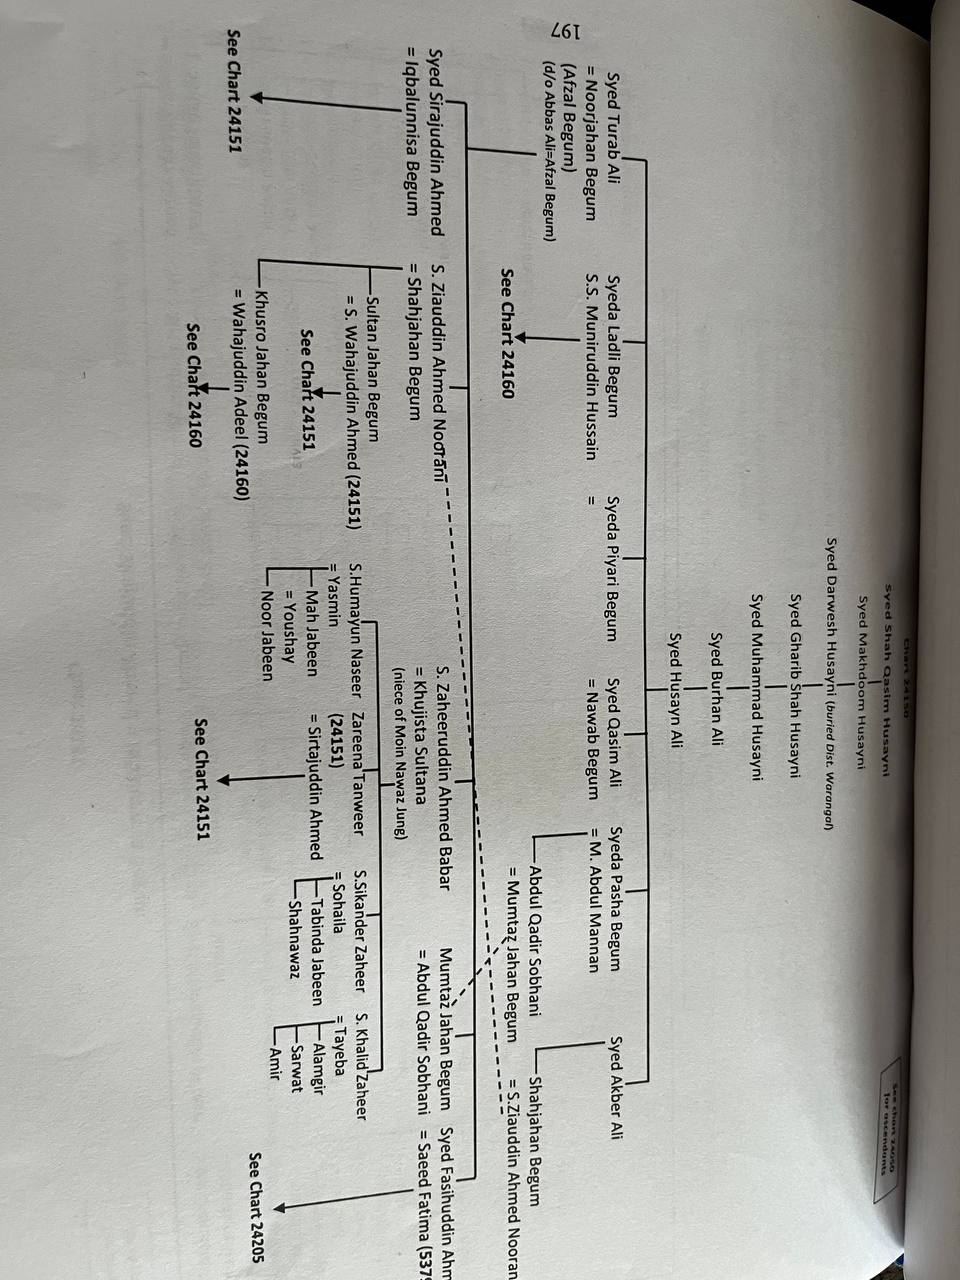 Chart 24150
See chart 24050
for ascendants
Syed Shah Qasim Husayni
Syed Makhdoom Husayni
Syed Darwesh Husayni (buried Dist. Warangal)
Syed Gharib Shah Husayni
Syed Muhammad Husayni
Syed Burhan Ali
Syed Husayn Ali
Syed Turab Ali
= Noorjahan Begum
(Afzal Begum)
(d/o Abbas Ali=Afzal Begum)
Syeda Ladli Begum
S.S. Muniruddin Hussain
See Chart 24160
Syeda Piyari Begum
=
Syed Qasim Ali
= Nawab Begum
Syeda Pasha Begum
= M. Abdul Mannan
Abdul Qadir Sobhani
= Mumtaz Jahan Begum
Syed Akber Ali
Shahjahan Begum
= S.Ziauddin Ahmed Nooran
Syed Sirajuddin Ahmed
= Iqbalunnisa Begum
See Chart 24151
S. Ziauddin Ahmed Noorani
= Shahjahan Begum
Sultan Jahan Begum
= S. Wahajuddin Ahmed (24151)
See Chart 24151
Khusro Jahan Begum
= Wahajuddin Adeel (24160)
See Chart 24160
S. Zaheeruddin Ahmed Babar
= Khujista Sultana
(niece of Moin Nawaz Jung)
S.Humayun Naseer
= Yasmin
Mah Jabeen
= Youshay
Noor Jabeen
Zareena Tanweer
(24151)
= Sirtajuddin Ahmed
See Chart 24151
S.Sikander Zaheer
= Sohaila
Tabinda Jabeen
Shahnawaz
S. Khalid Zaheer
= Tayeba
Alamgir
Sarwat
Amir
Mumtaz Jahan Begum
= Abdul Qadir Sobhani
Syed Fasihuddin Ahm
= Saeed Fatima (537
See Chart 24205
197